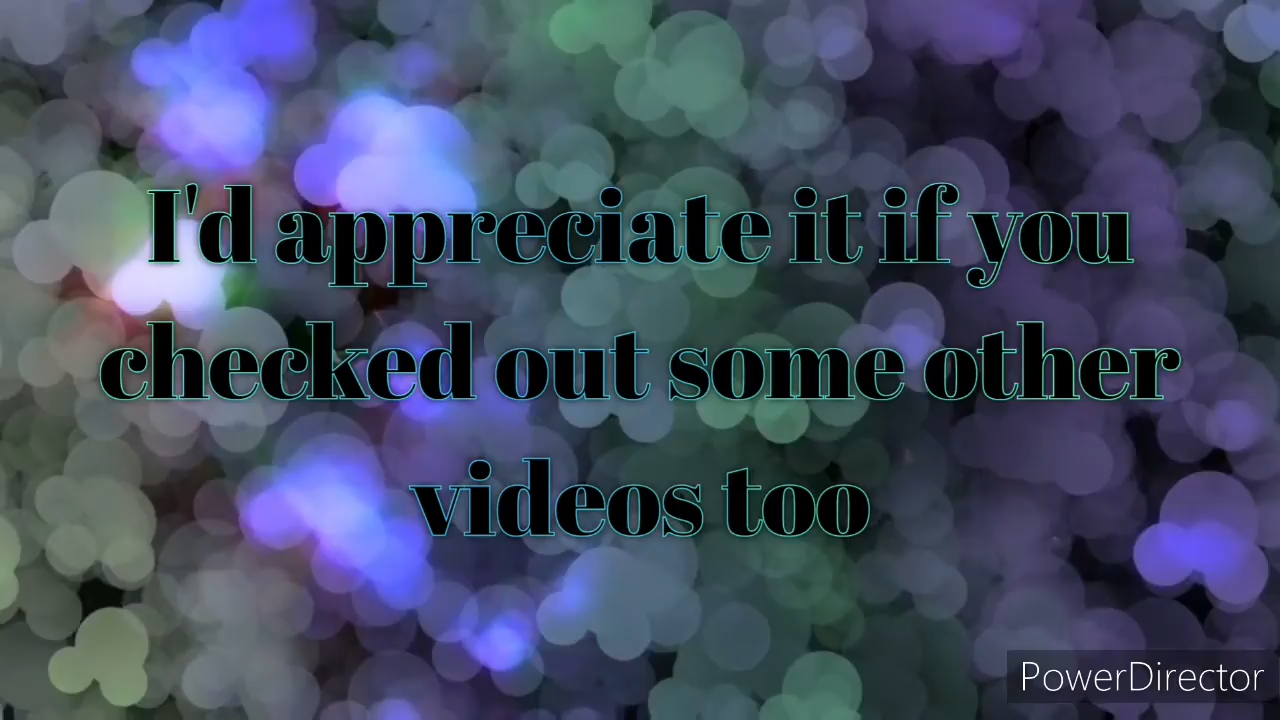 I'd appreciate it if you
checked out some other
videos too
PowerDirector